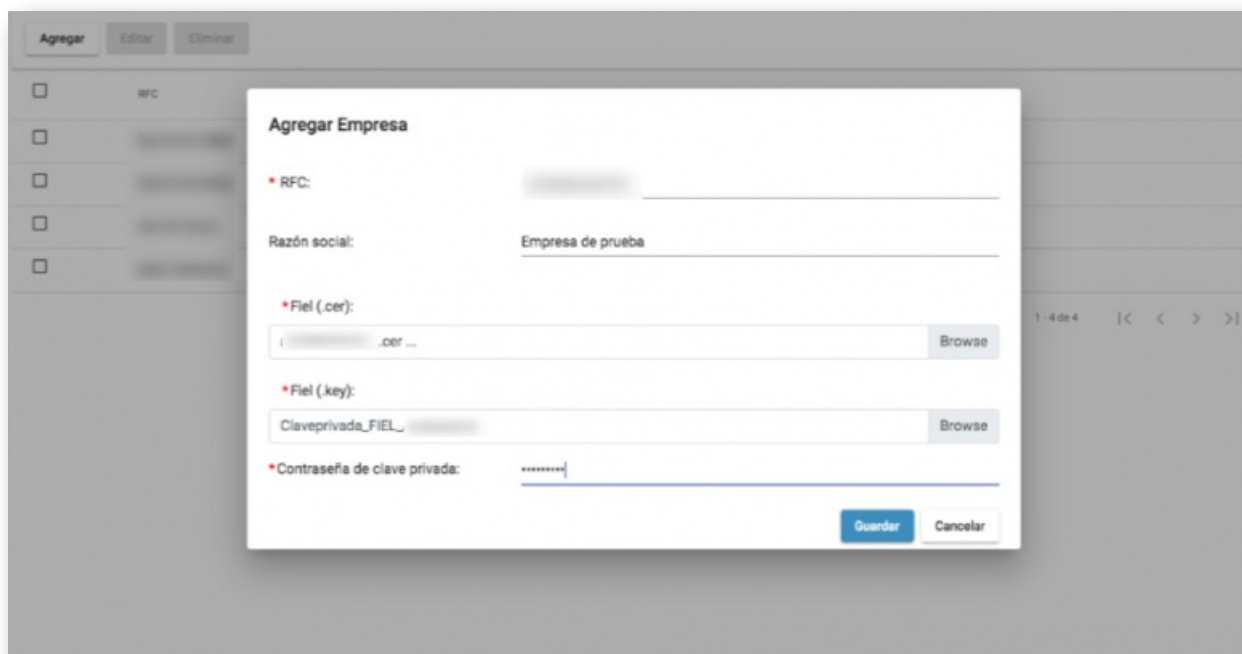 Agregar Editar Eliminar
RFC
Agregar Empresa
* RFC:
Razón social: Empresa de prueba
*Fiel (.cer):
.cer ... Browse
*Fiel (.key):
Claveprivada_FIEL_ Browse
*Contraseña de clave privada: •••••••••
Guardar Cancelar
1 - 4 de 4